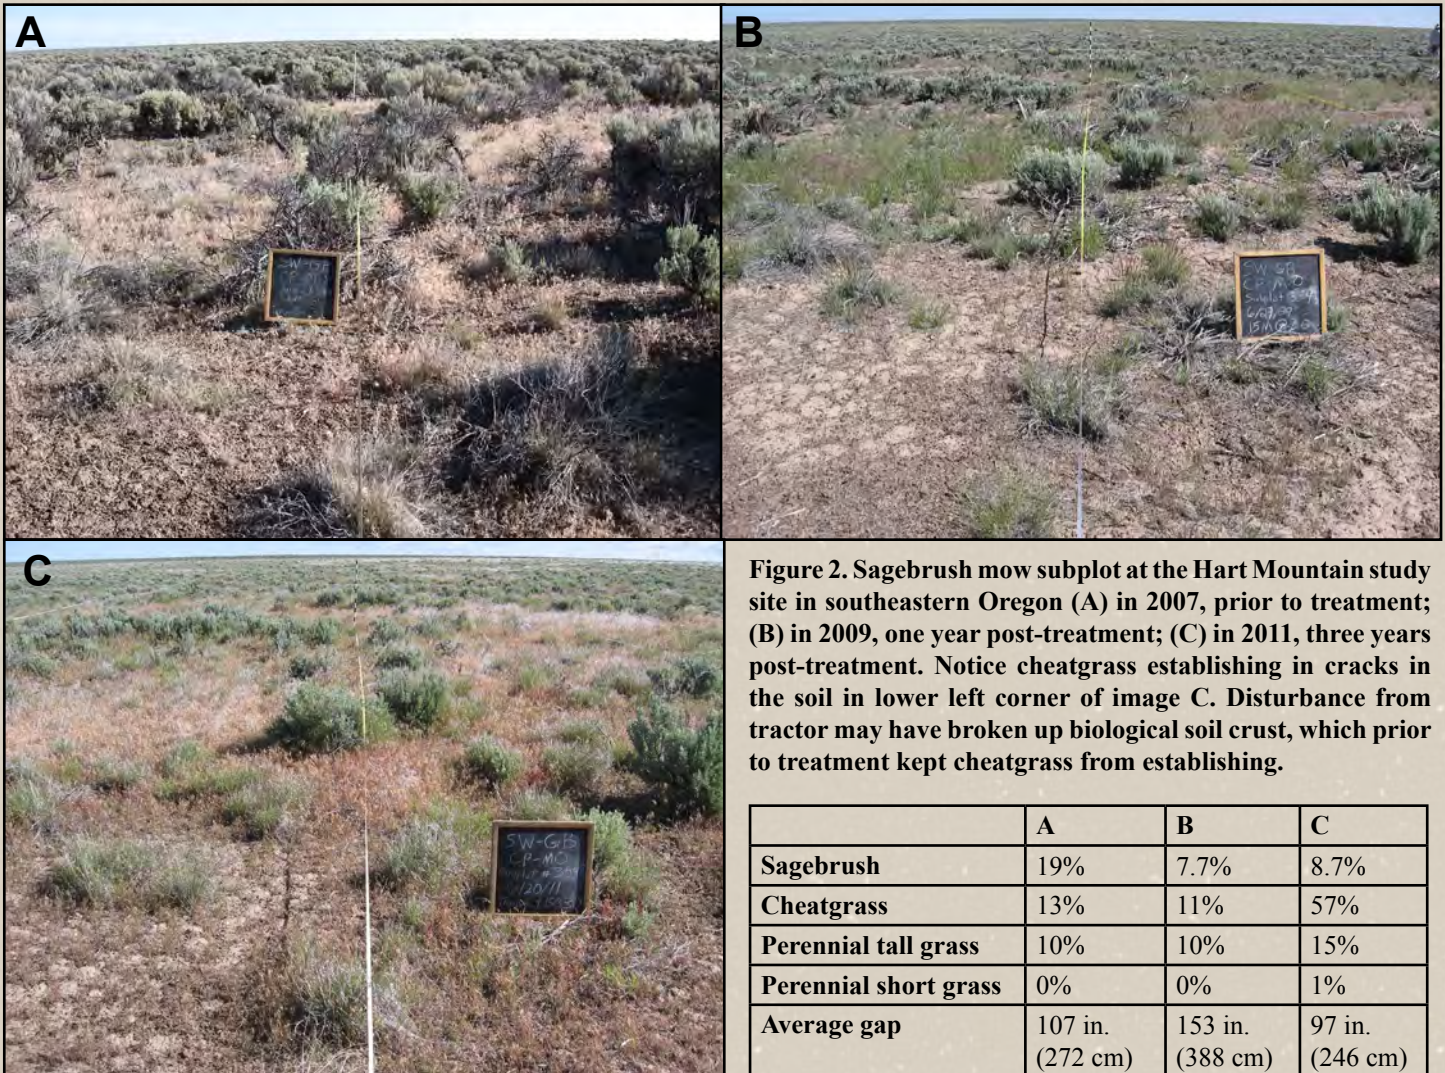 A
B
SW-GB
CP-MO
15M@20
C
SW-GB
CP-MO
Figure 2. Sagebrush mow subplot at the Hart Mountain study
site in southeastern Oregon (A) in 2007, prior to treatment;
(B) in 2009, one year post-treatment; (C) in 2011, three years
post-treatment. Notice cheatgrass establishing in cracks in
the soil in lower left corner of image C. Disturbance from
tractor may have broken up biological soil crust, which prior
to treatment kept cheatgrass from establishing.
A B C
Sagebrush 19% 7.7% 8.7%
Cheatgrass 13% 11% 57%
Perennial tall grass 10% 10% 15%
Perennial short grass 0% 0% 1%
Average gap 107 in. 153 in. 97 in.
(272 cm) (388 cm) (246 cm)